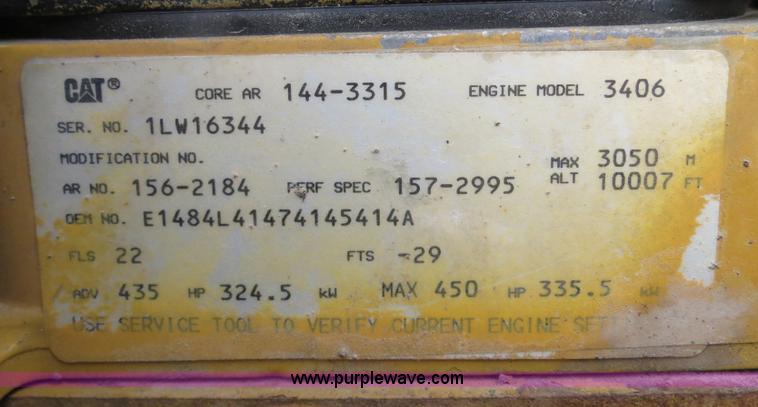 CAT® CORE AR 144-3315 ENGINE MODEL 3406
SER. NO. 1LW16344
MODIFICATION NO. MAX 3050 M
AR NO. 156-2184 PERF SPEC 157-2995 ALT 10007 FT
OEM NO. E1484L41474145414A
FLS 22 FTS -29
ADV 435 HP 324.5 kW MAX 450 HP 335.5 kW
USE SERVICE TOOL TO VERIFY CURRENT ENGINE
www.purplewave.com